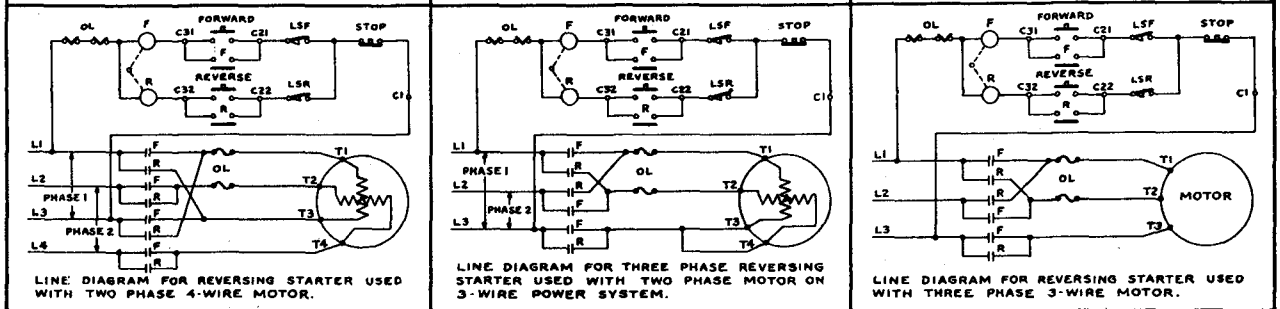 FORWARD
OL F C31 C21 LSF STOP
F
REVERSE
R C32 C22 LSR
R
C1
L1 F T1
R
OL
L2 F T2
PHASE 1 R
L3 F T3
PHASE 2 R
L4 F T4
R
LINE DIAGRAM FOR REVERSING STARTER USED
WITH TWO PHASE 4-WIRE MOTOR.
FORWARD
OL F C31 C21 LSF STOP
F
REVERSE
R C32 C22 LSR
R
C1
L1 F T1
PHASE 1 R OL
L2 F T2
PHASE 2 R
L3 F T3
R T4
LINE DIAGRAM FOR THREE PHASE REVERSING
STARTER USED WITH TWO PHASE MOTOR ON
3-WIRE POWER SYSTEM.
FORWARD
OL F C31 C21 LSF STOP
F
REVERSE
R C32 C22 LSR
R
C1
L1 F T1
R OL
L2 F T2 MOTOR
R
L3 F T3
R
LINE DIAGRAM FOR REVERSING STARTER USED
WITH THREE PHASE 3-WIRE MOTOR.